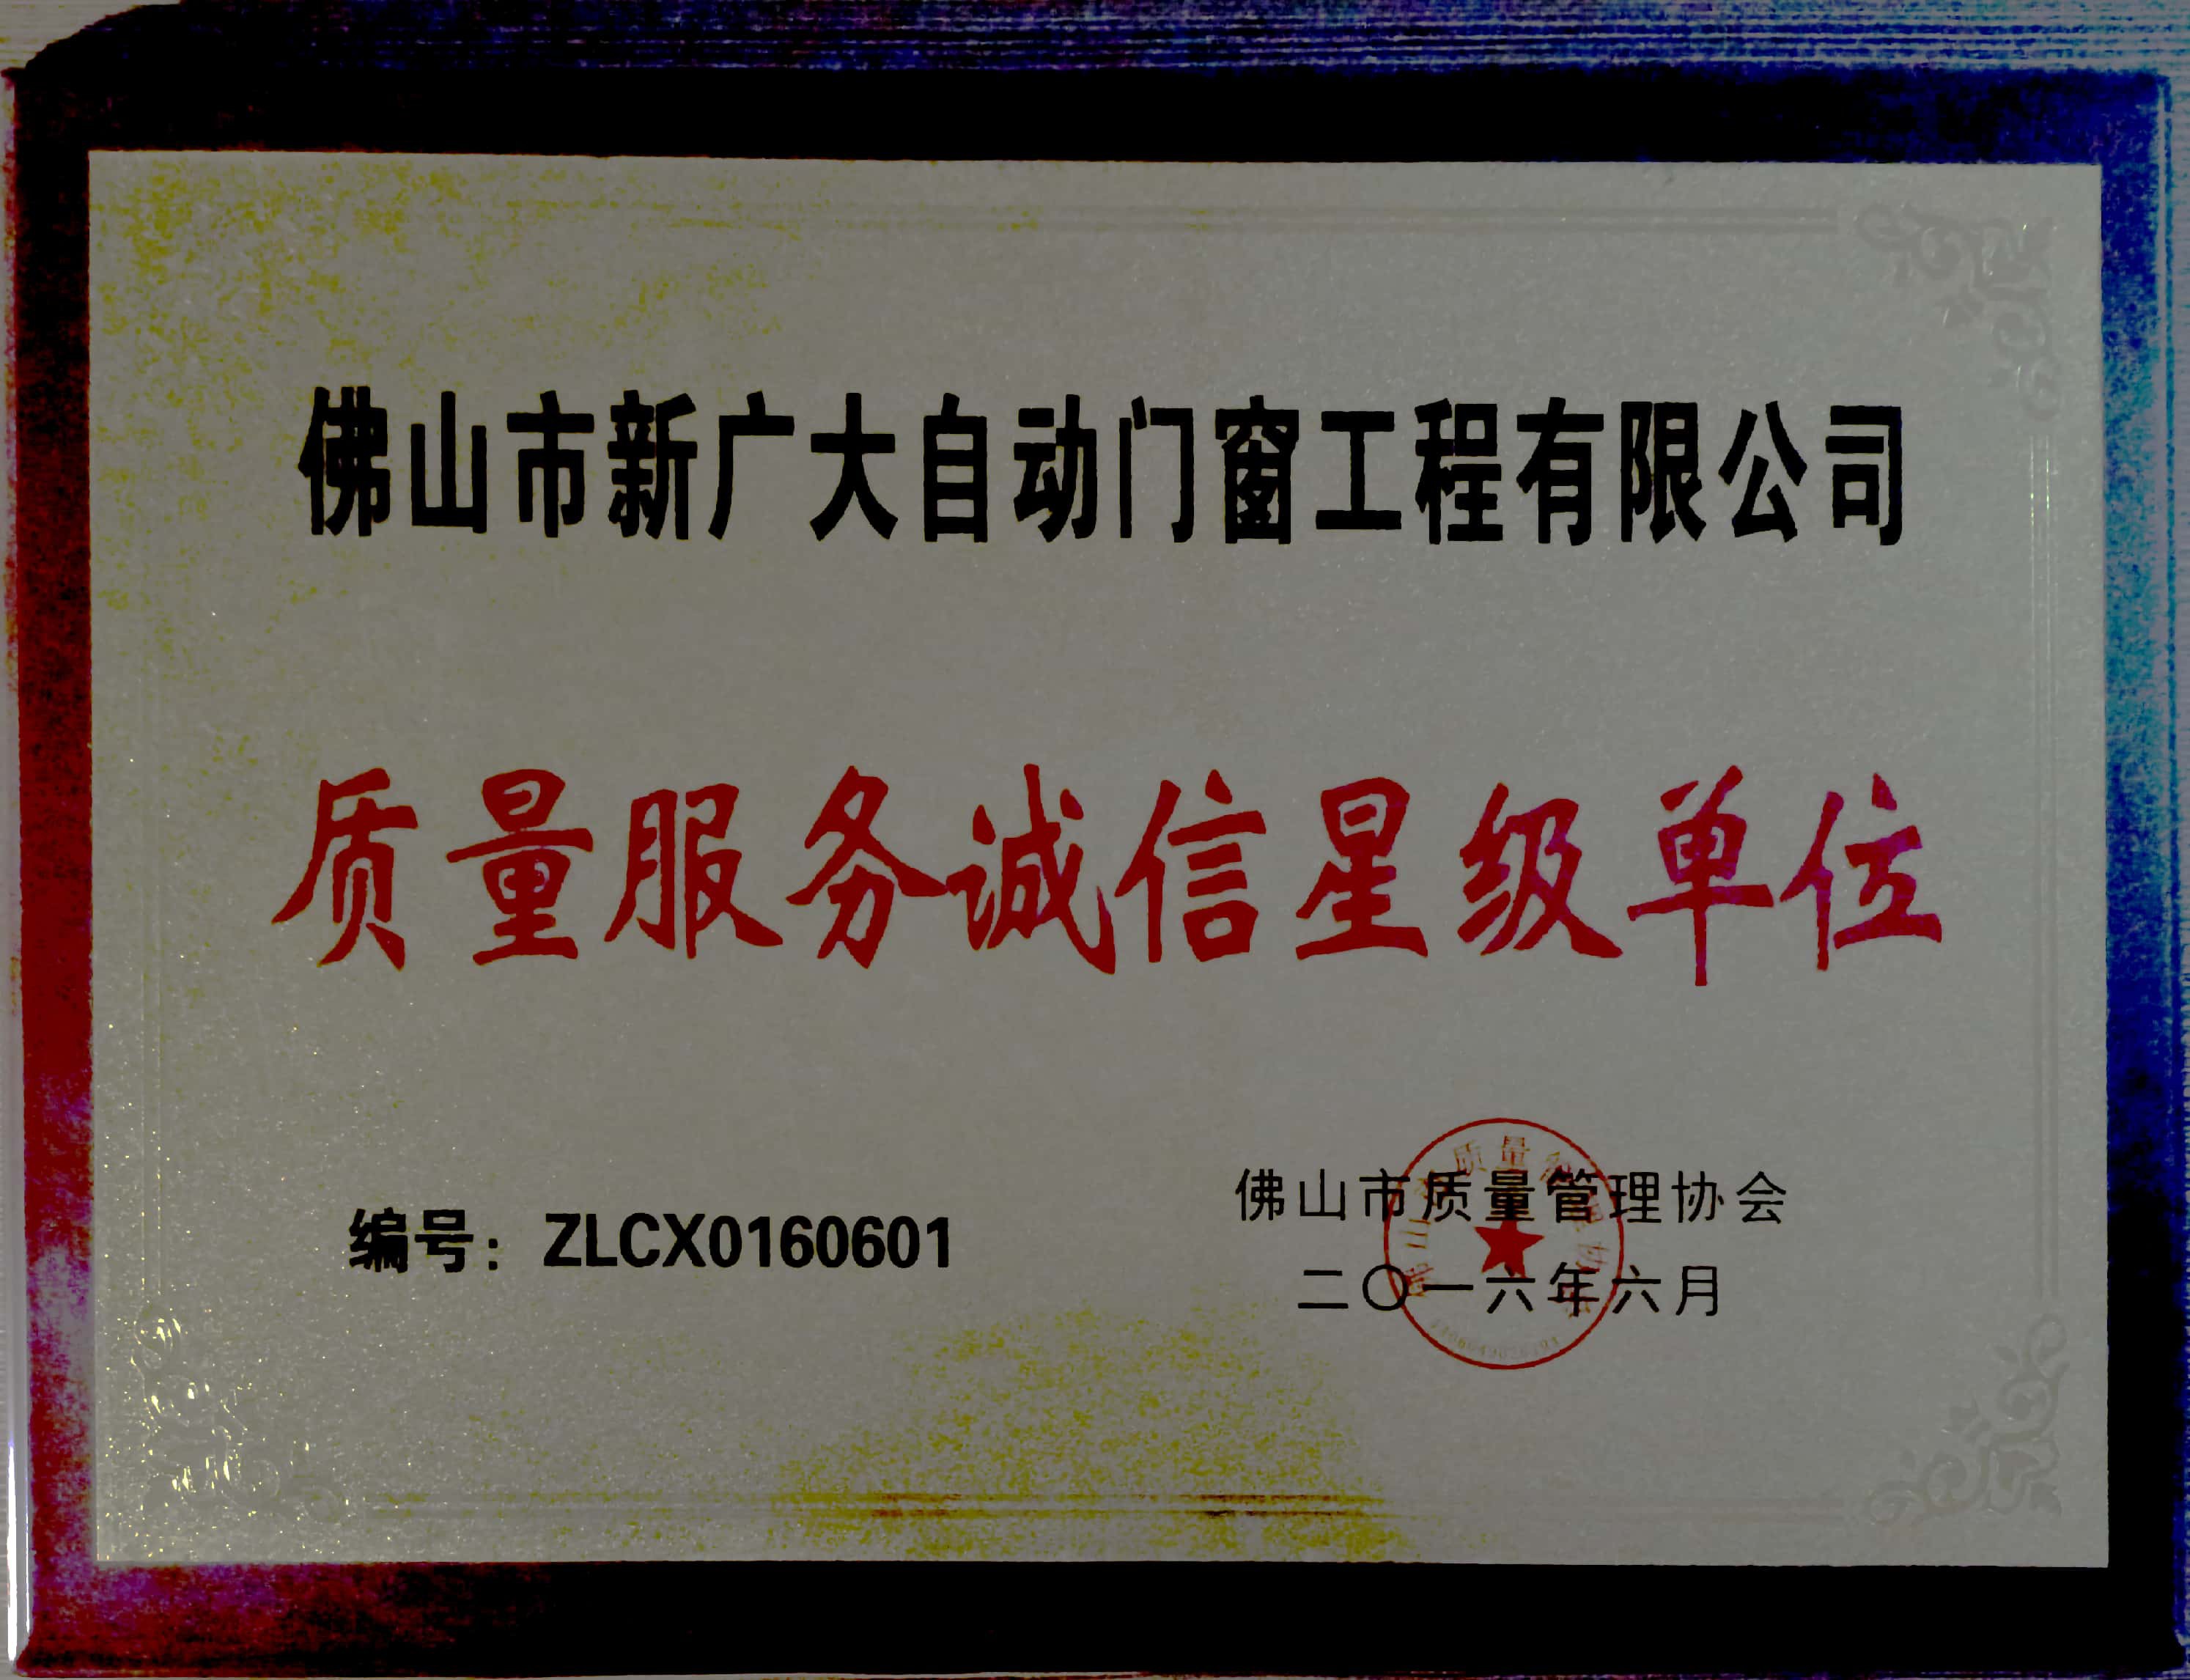 佛山市新广大自动门窗工程有限公司
质量服务诚信星级单位
编号：ZLCX0160601
佛山市质量管理协会
二〇一六年六月